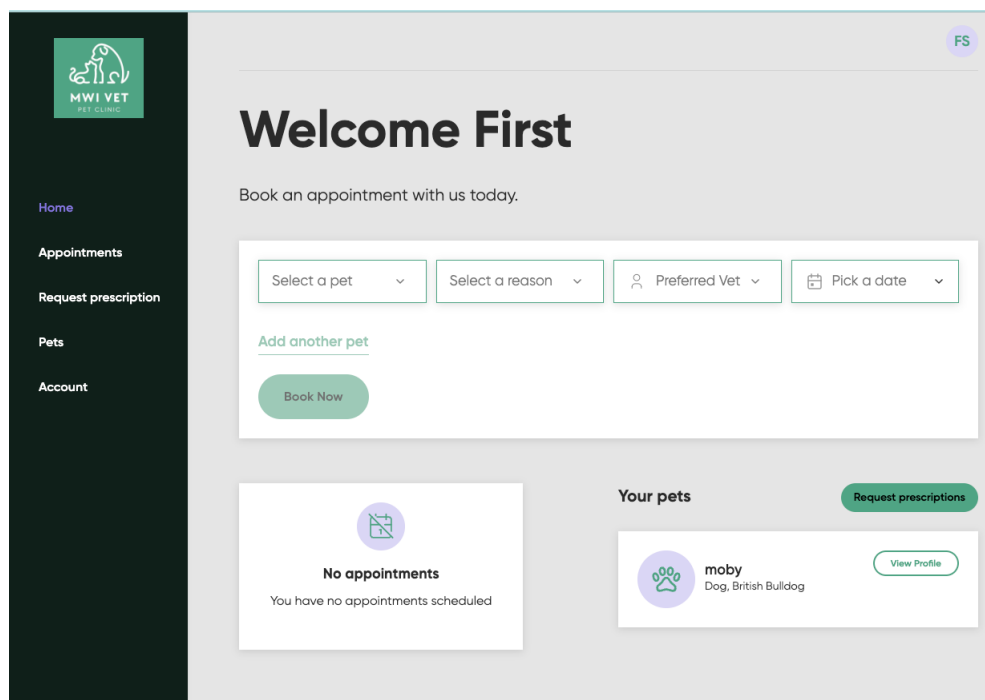 MWI VET
PET CLINIC
Home
Appointments
Request prescription
Pets
Account
FS
Welcome First
Book an appointment with us today.
Select a pet
Select a reason
Preferred Vet
Pick a date
Add another pet
Book Now
No appointments
You have no appointments scheduled
Your pets
Request prescriptions
moby
Dog, British Bulldog
View Profile